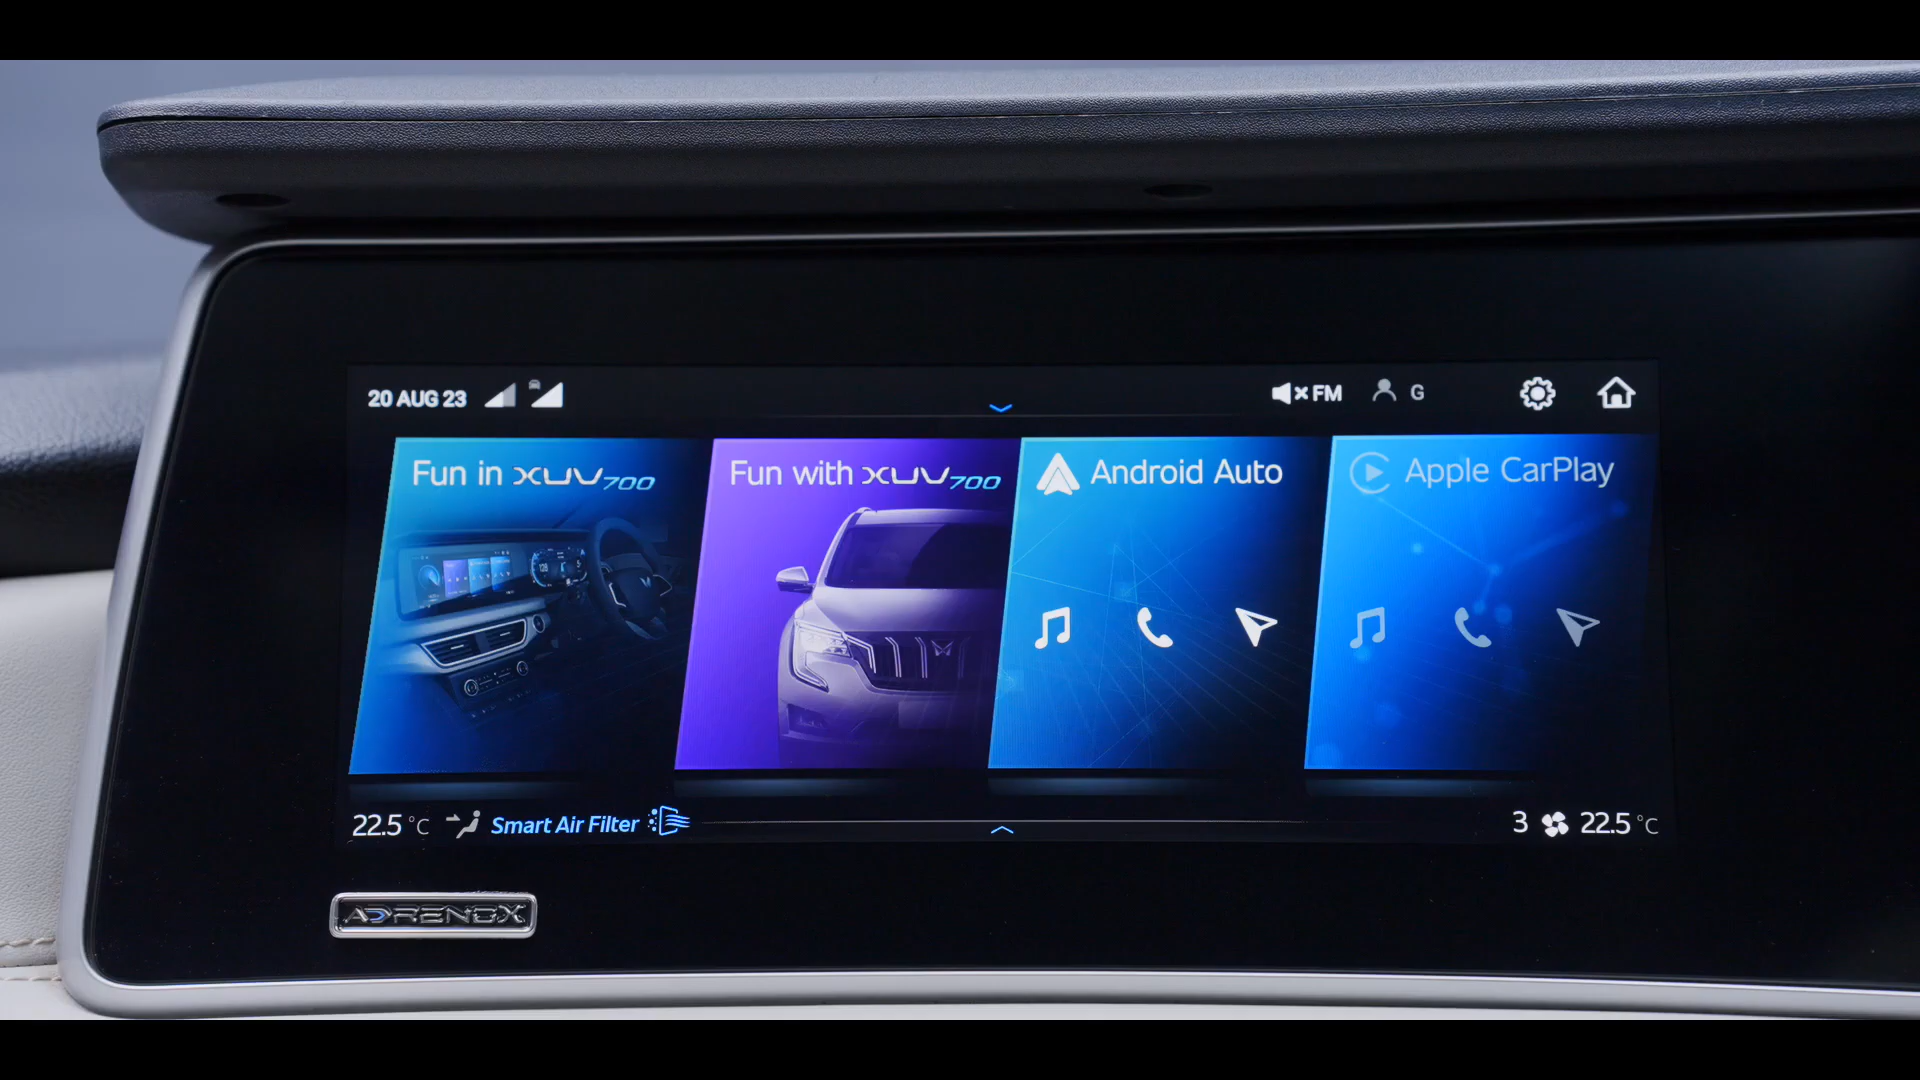 20 AUG 23
FM
G
Fun in XUV700
Fun with XUV700
Android Auto
Apple CarPlay
22.5 °C
Smart Air Filter
3
22.5 °C
ADRENOX